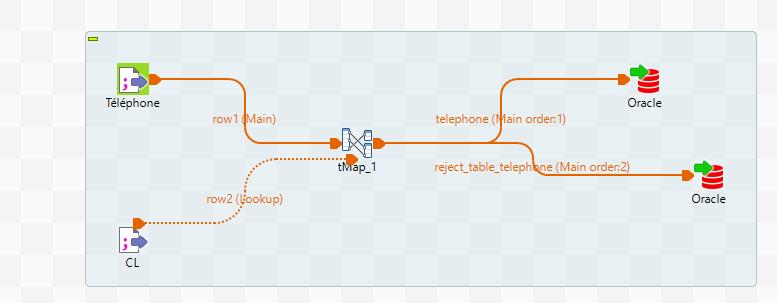 Téléphone
Oracle
row1 (Main)
telephone (Main order:1)
tMap_1
reject_table_telephone (Main order:2)
row2 (Lookup)
Oracle
CL